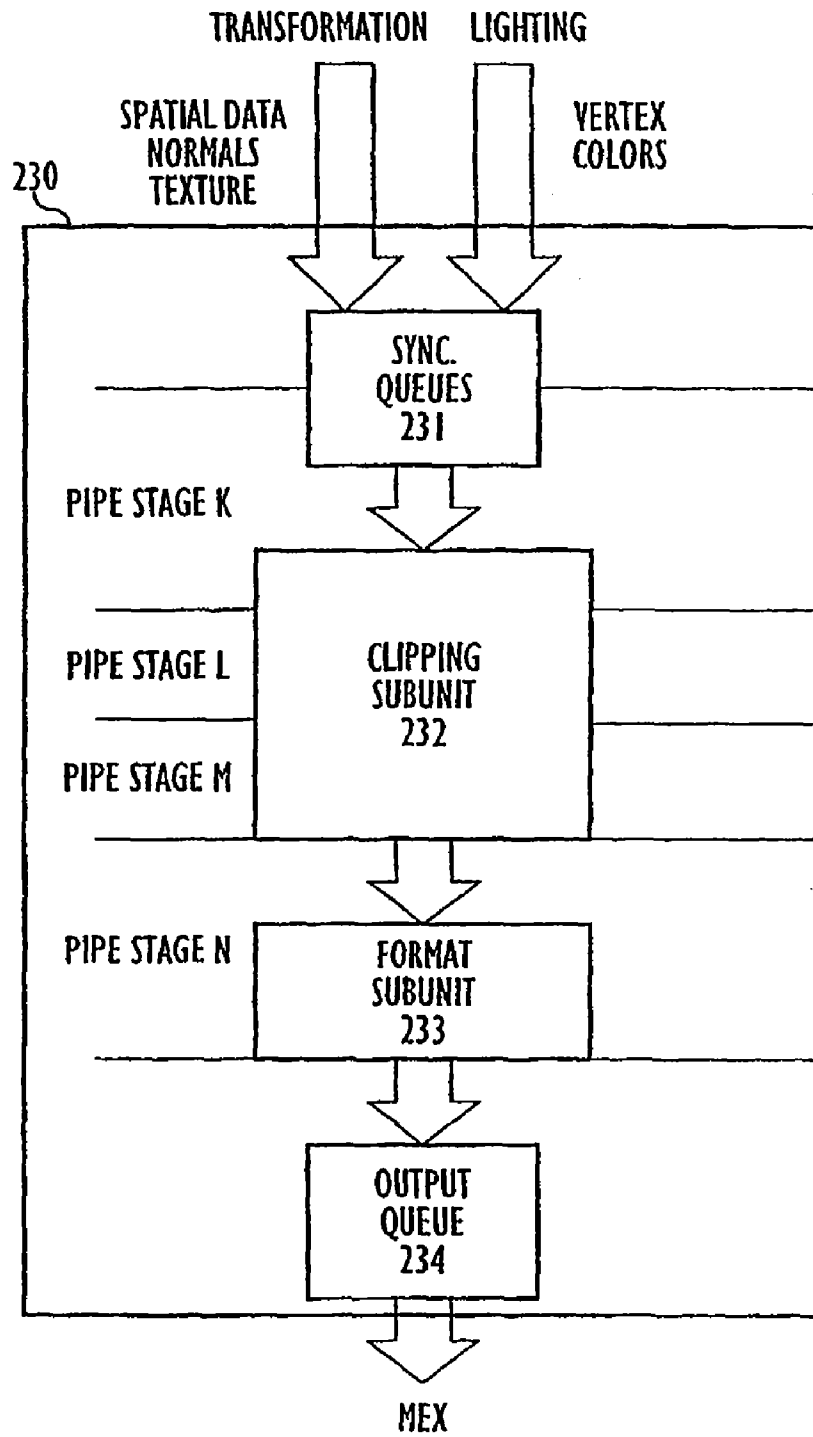 TRANSFORMATION LIGHTING
SPATIAL DATA
NORMALS
TEXTURE
VERTEX
COLORS
230
SYNC.
QUEUES
231
PIPE STAGE K
CLIPPING
SUBUNIT
232
PIPE STAGE L
PIPE STAGE M
PIPE STAGE N
FORMAT
SUBUNIT
233
OUTPUT
QUEUE
234
MEX